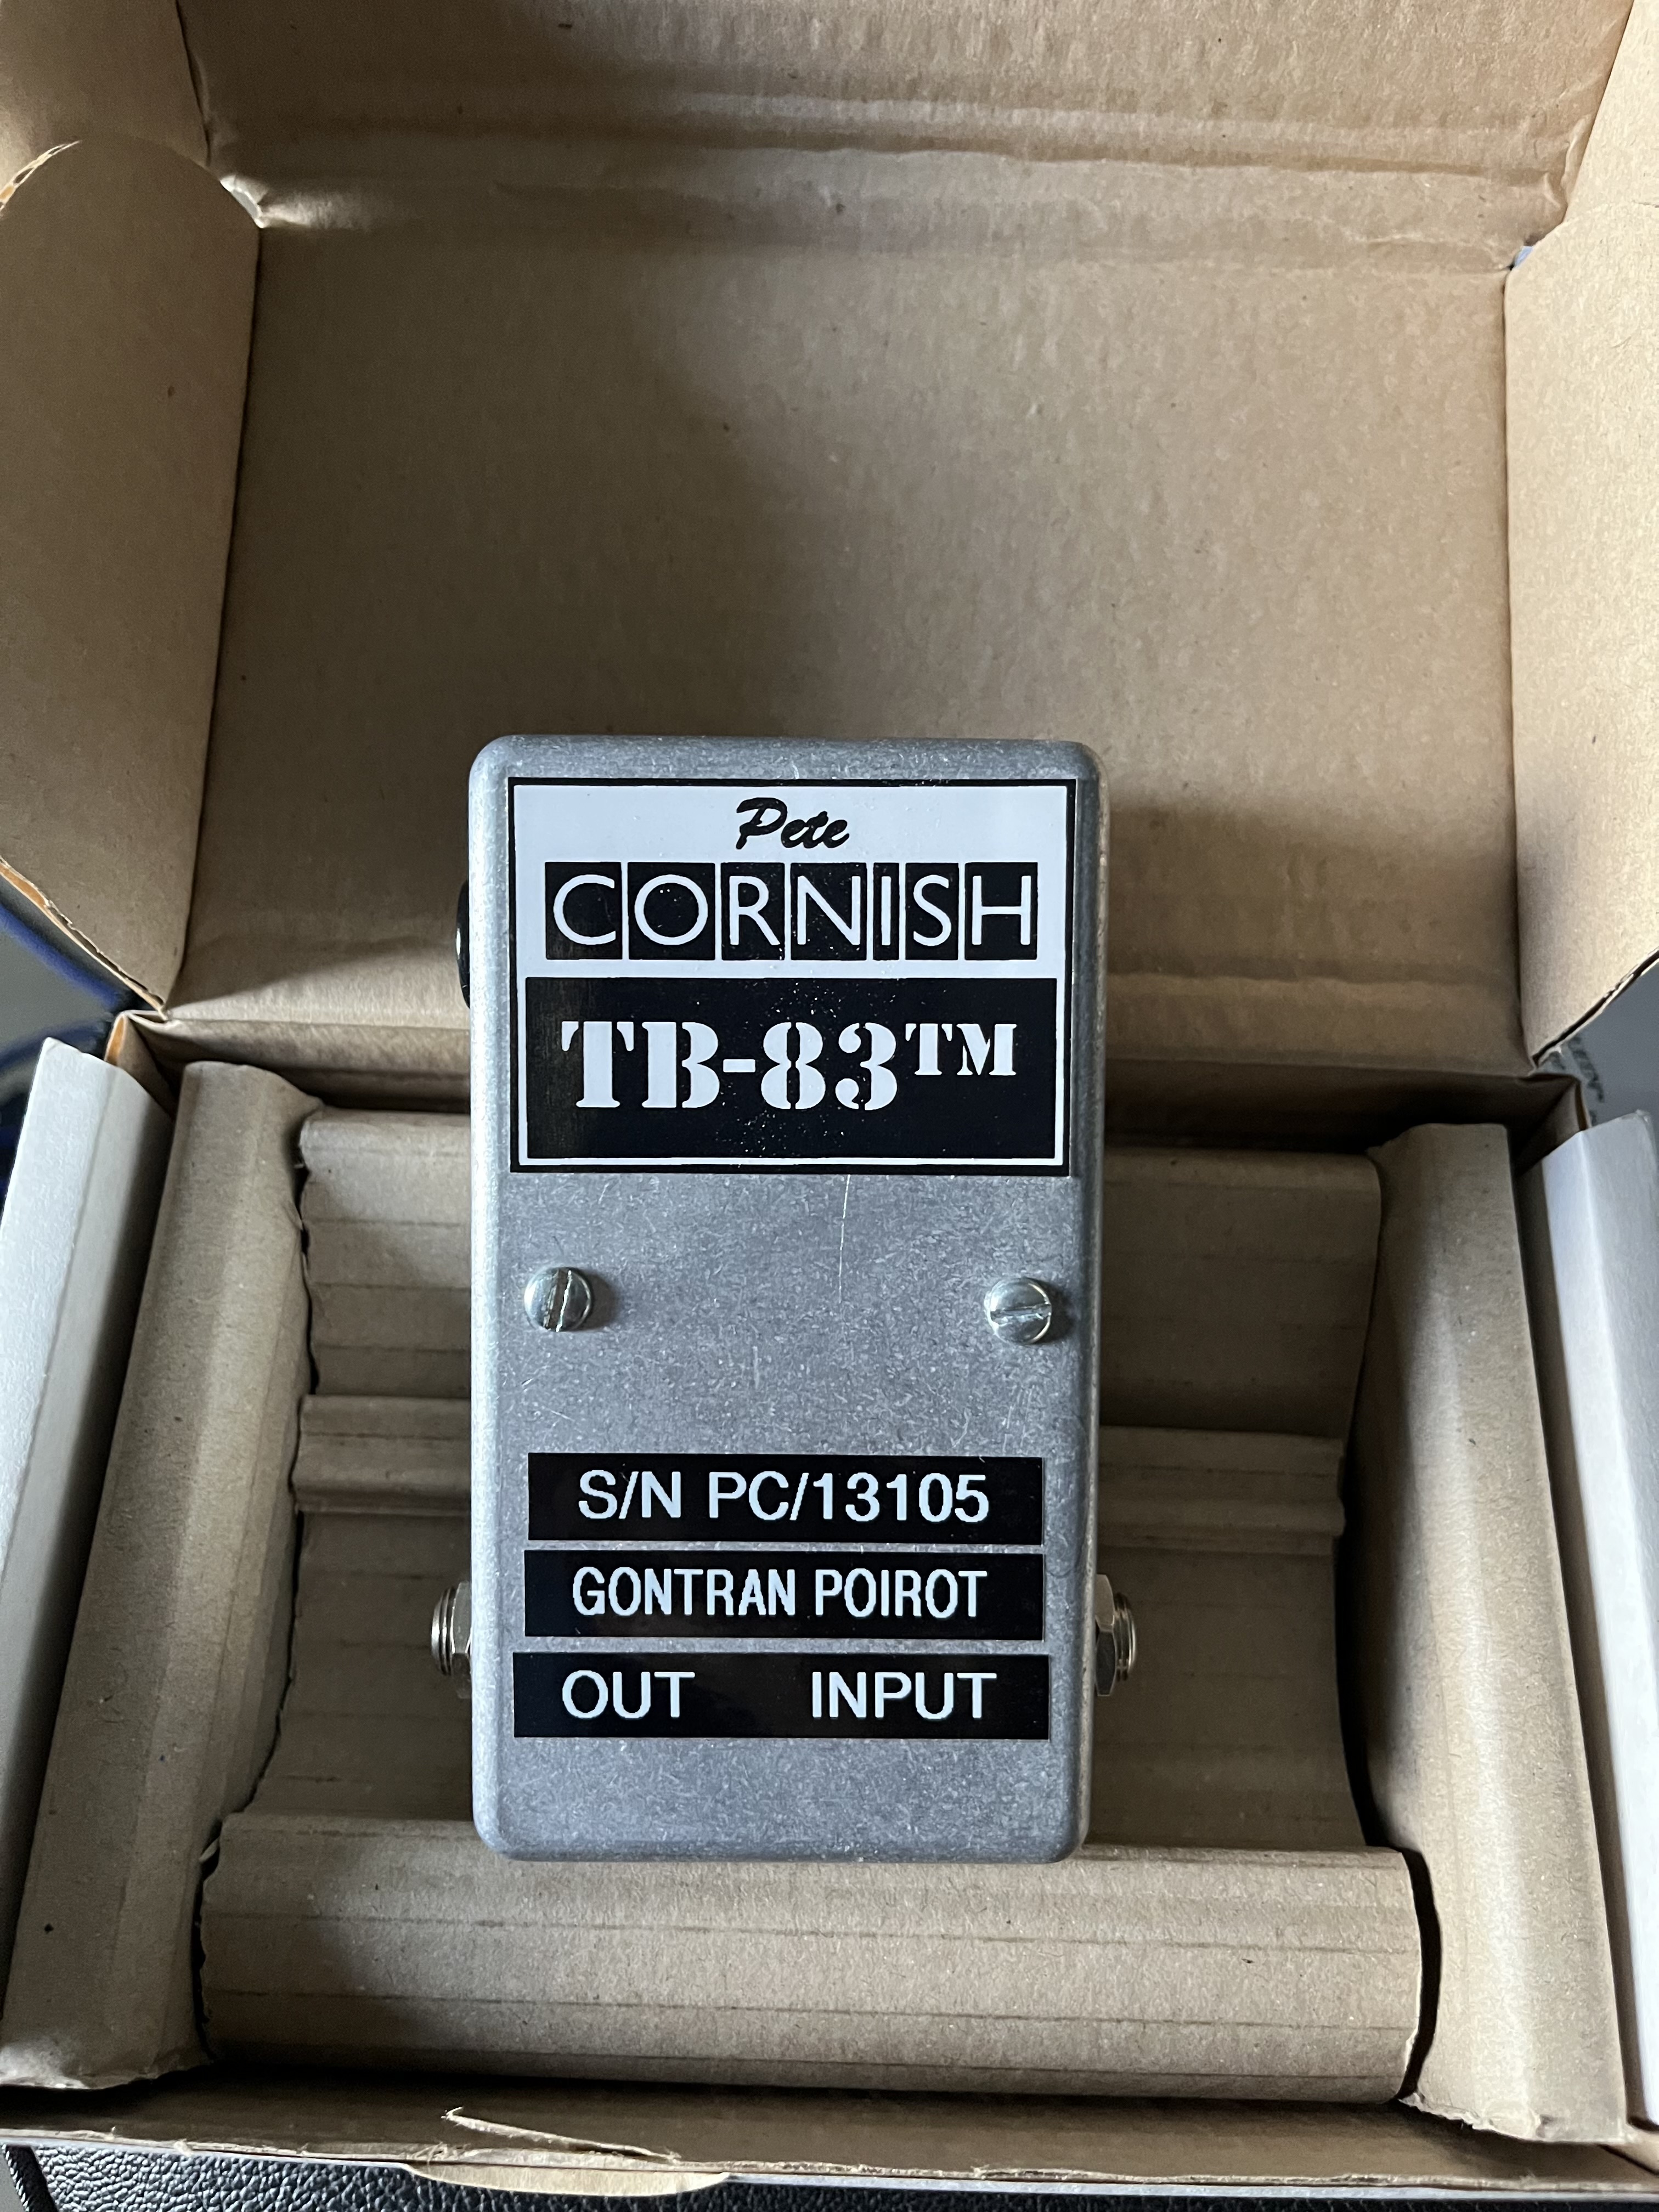 Pete
CORNISH
TB-83™
S/N PC/13105
GONTRAN POIROT
OUT INPUT